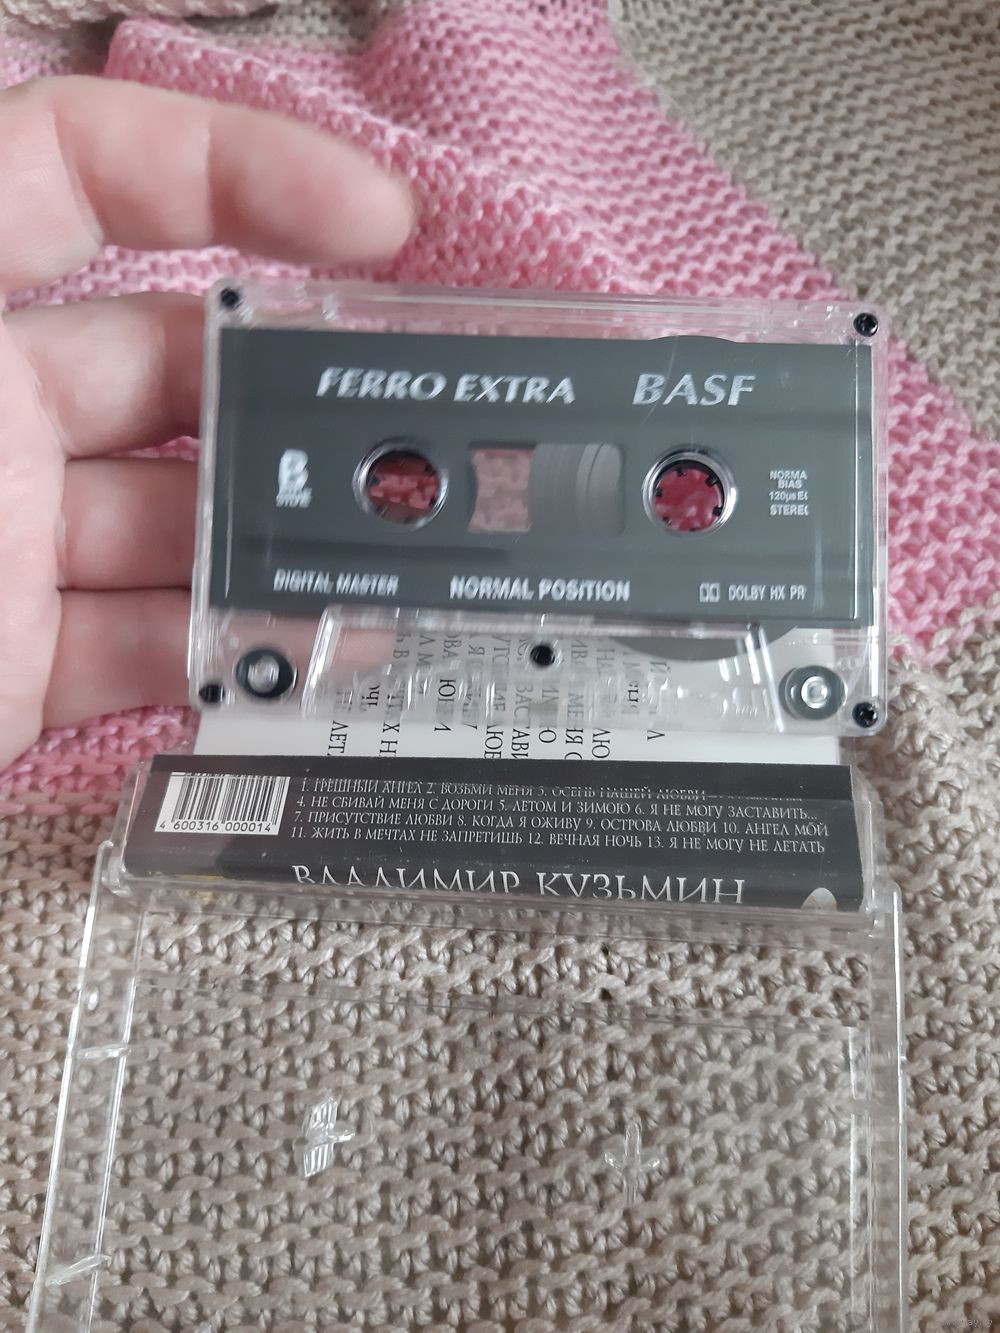 FERRO EXTRA BASF
B
SIDE
NORMA
BIAS
120µs E
STERE
DIGITAL MASTER NORMAL POSITION DOLBY HX PR
1. ГРЕШНЫЙ АНГЕЛ 2. ВОЗЬМИ МЕНЯ 3. ОСЕНЬ НАШЕЙ ЛЮБВИ
4. НЕ СБИВАЙ МЕНЯ С ДОРОГИ 5. ЛЕТОМ И ЗИМОЮ 6. Я НЕ МОГУ ЗАСТАВИТЬ...
7. ПРИСУТСТВИЕ ЛЮБВИ 8. КОГДА Я ОЖИВУ 9. ОСТРОВА ЛЮБВИ 10. АНГЕЛ МОЙ
11. ЖИТЬ В МЕЧТАХ НЕ ЗАПРЕТИШЬ 12. ВЕЧНАЯ НОЧЬ 13. Я НЕ МОГУ НЕ ЛЕТАТЬ
4 600316 000014
ВЛАДИМИР КУЗЬМИН